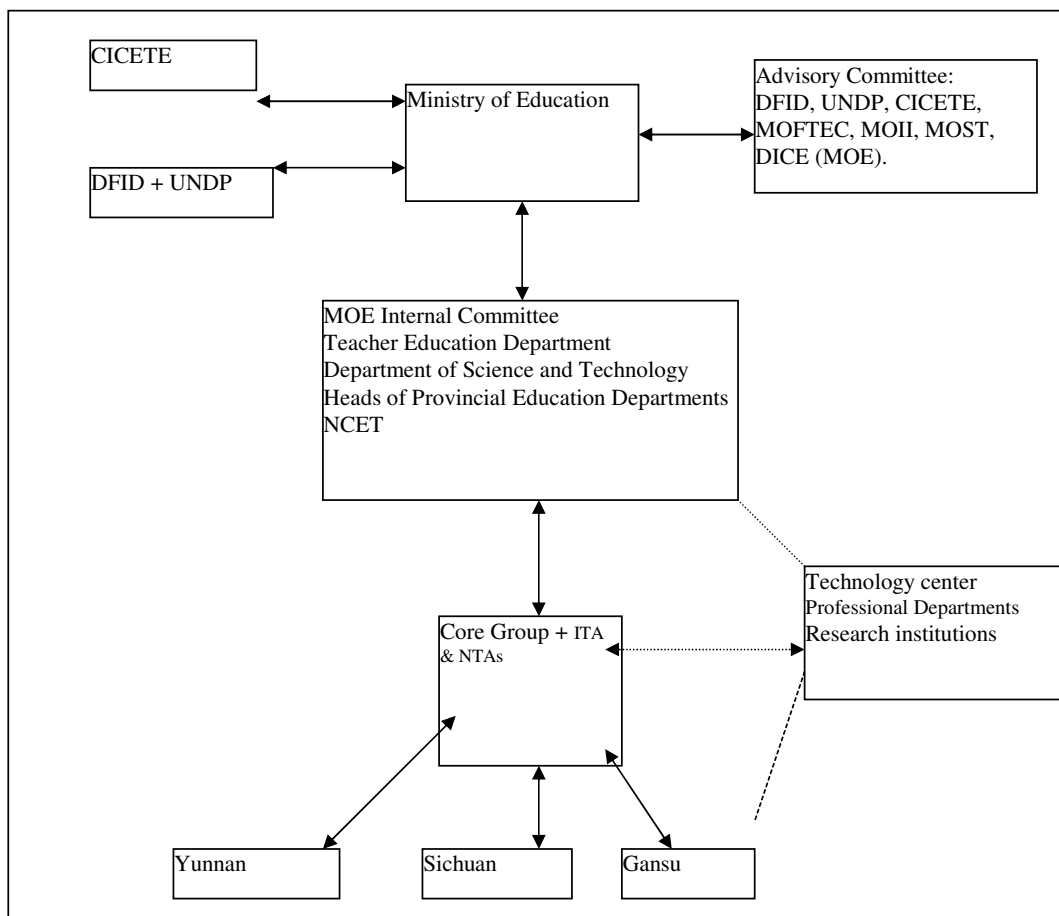 CICETE
Ministry of Education
Advisory Committee:
DFID, UNDP, CICETE,
MOFTEC, MOII, MOST,
DICE (MOE).
DFID + UNDP
MOE Internal Committee
Teacher Education Department
Department of Science and Technology
Heads of Provincial Education Departments
NCET
Technology center
Professional Departments
Research institutions
Core Group + ITA
& NTAs
Yunnan
Sichuan
Gansu